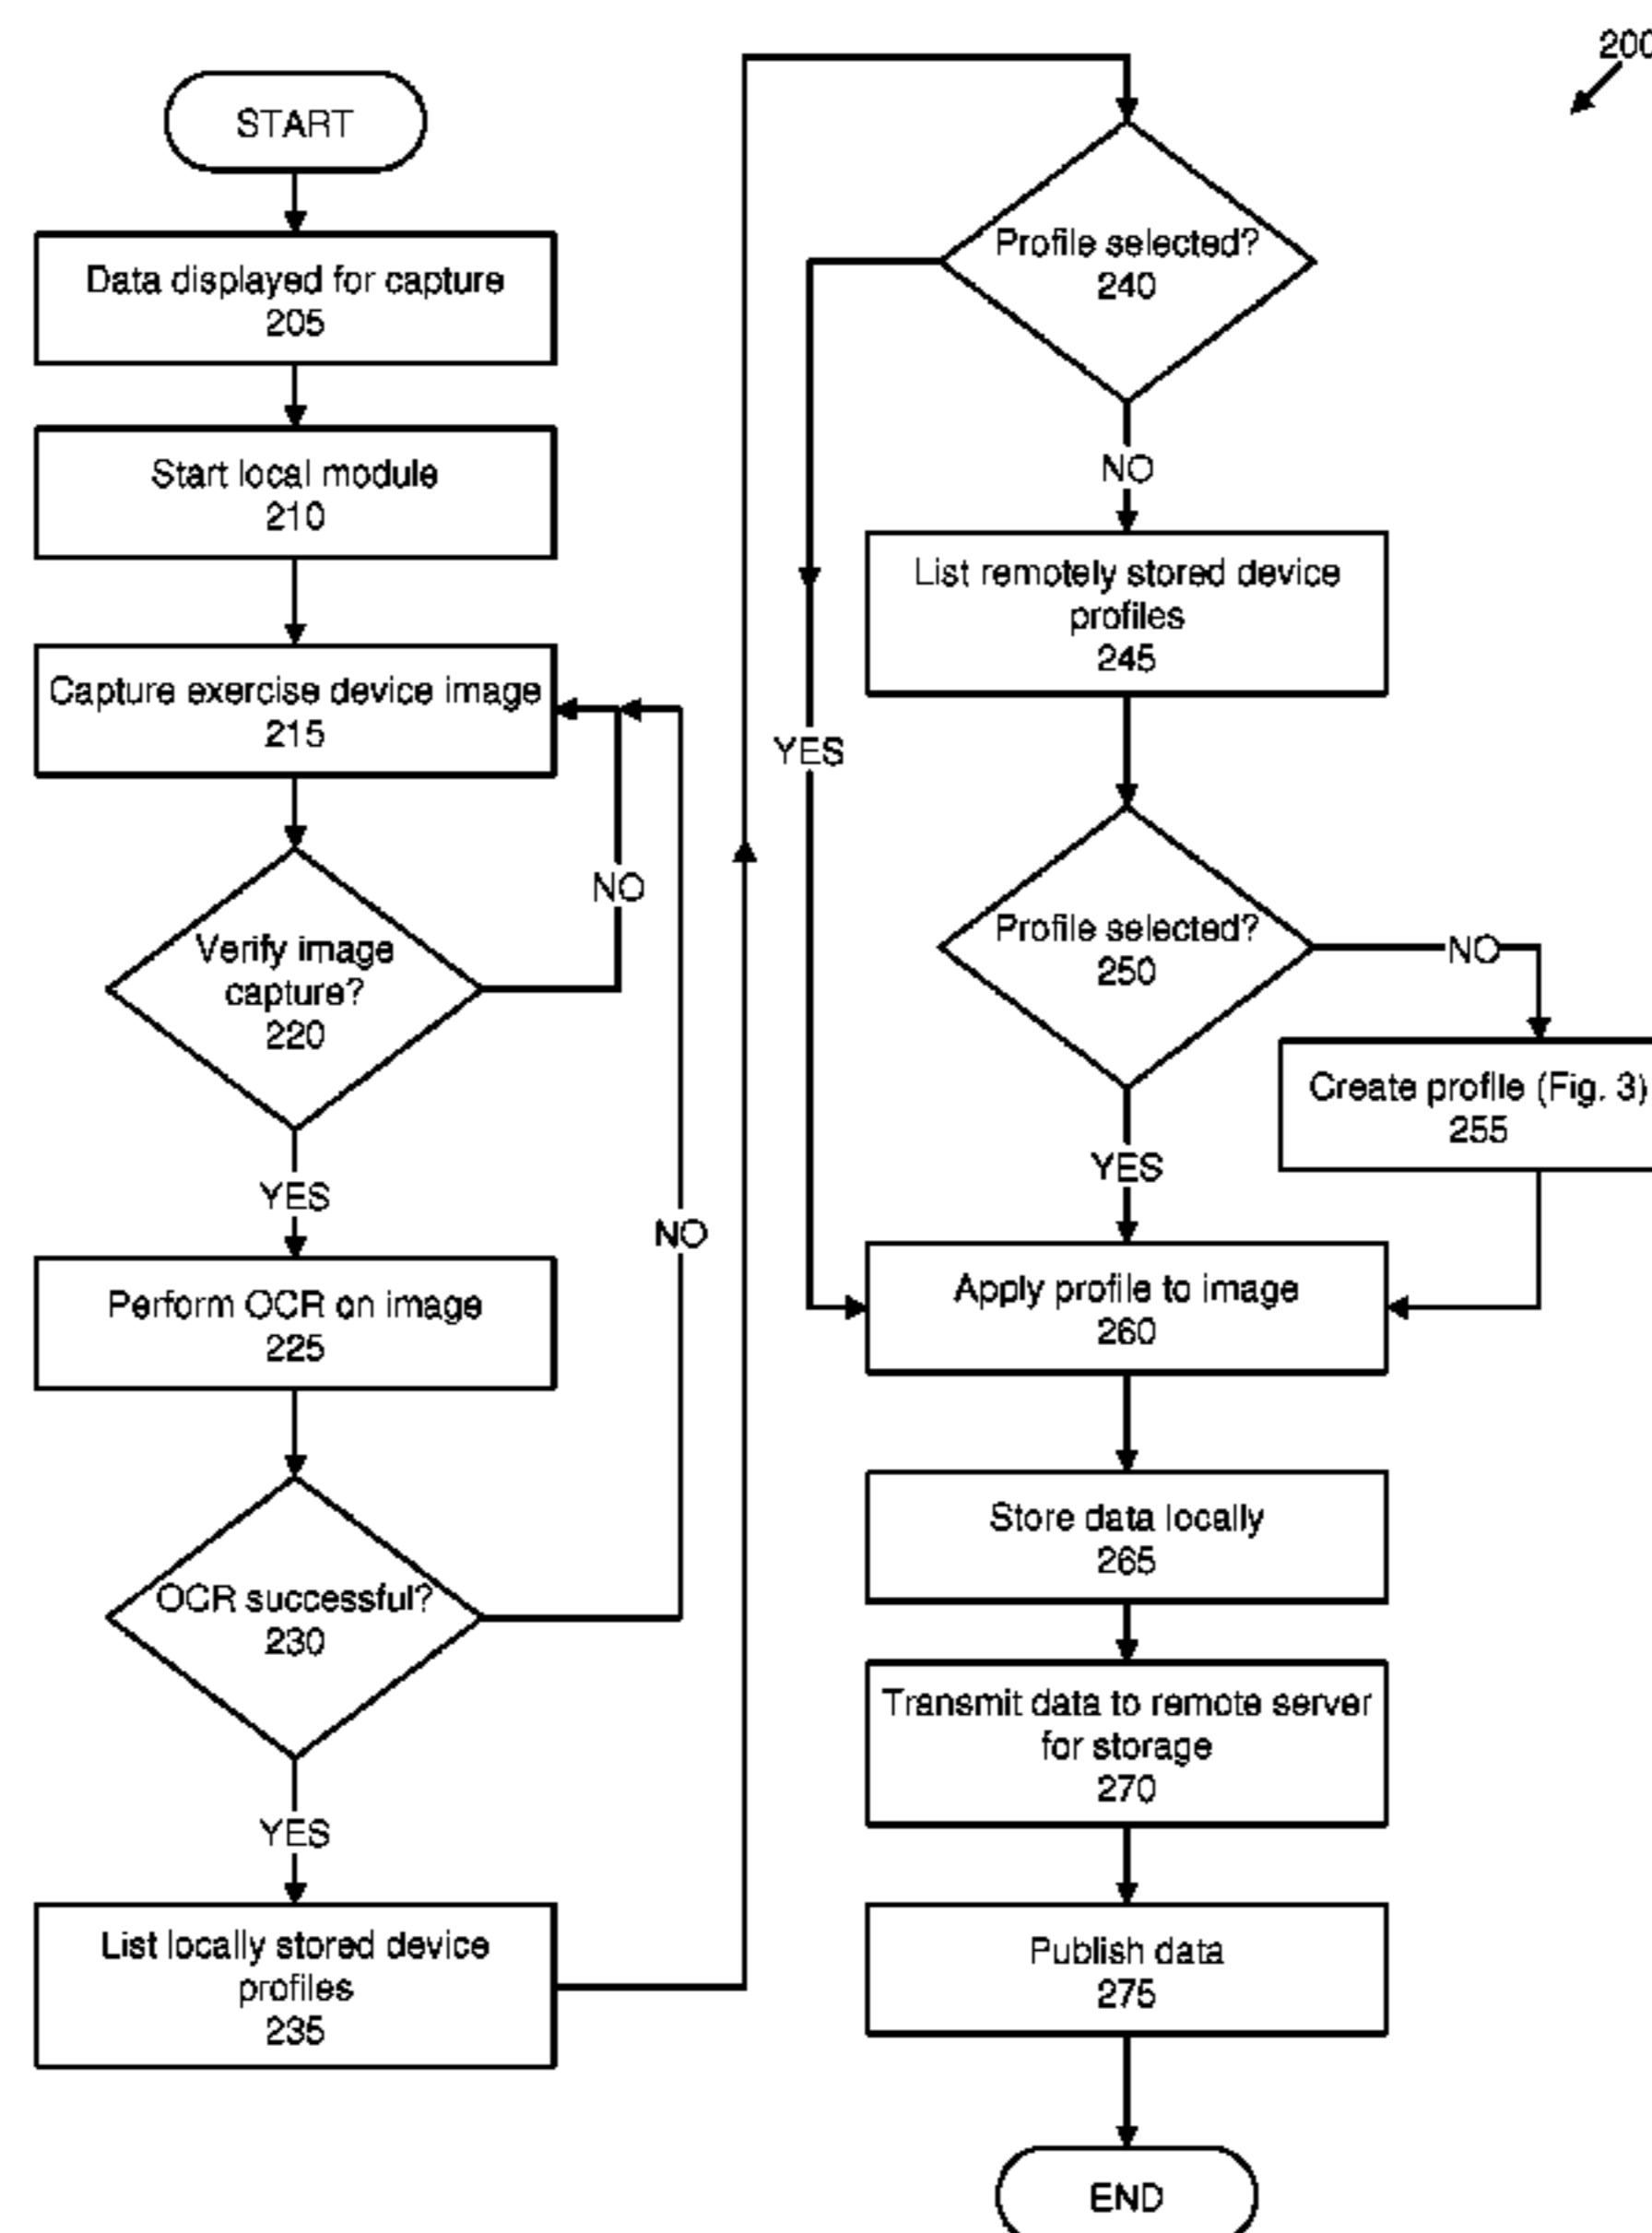 200
START
Data displayed for capture
205
Start local module
210
Capture exercise device image
215
NO
Verify image
capture?
220
YES
Perform OCR on image
225
NO
OCR successful?
230
YES
List locally stored device
profiles
235
Profile selected?
240
NO
YES
List remotely stored device
profiles
245
Profile selected?
250
NO
Create profile (Fig. 3)
255
YES
Apply profile to image
260
Store data locally
265
Transmit data to remote server
for storage
270
Publish data
275
END